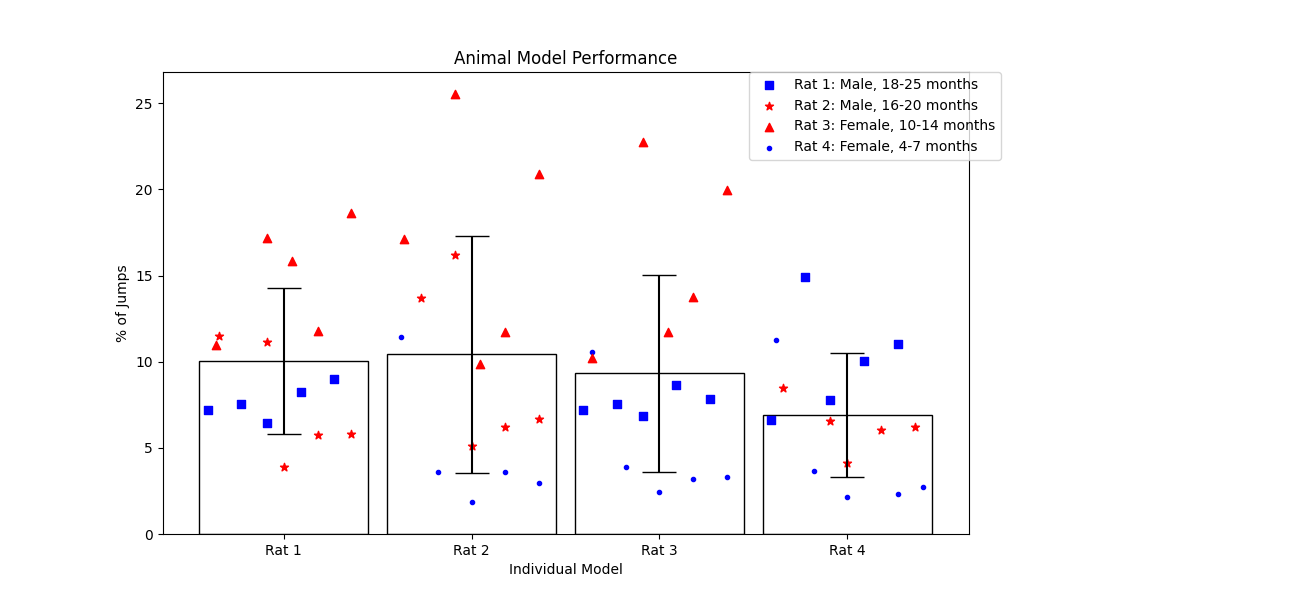 Animal Model Performance
Rat 1: Male, 18-25 months
Rat 2: Male, 16-20 months
Rat 3: Female, 10-14 months
Rat 4: Female, 4-7 months
% of Jumps
25
20
15
10
5
0
Rat 1 Rat 2 Rat 3 Rat 4
Individual Model